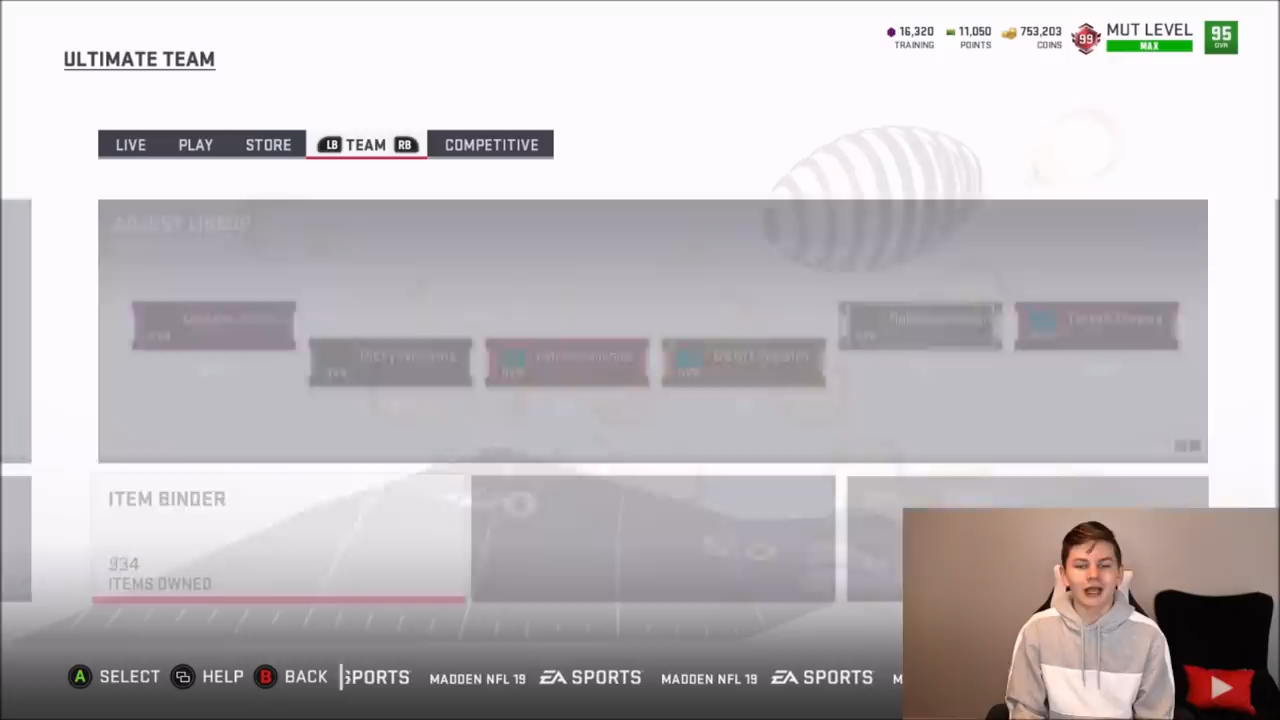 16,320
TRAINING
11,050
POINTS
753,203
COINS
99
MUT LEVEL
MAX
95
OVR
ULTIMATE TEAM
LIVE
PLAY
STORE
LB TEAM RB
COMPETITIVE
ADJUST LINEUP
ITEM BINDER
934
ITEMS OWNED
A SELECT
HELP
B BACK
SPORTS MADDEN NFL 19 EA SPORTS MADDEN NFL 19 EA SPORTS M